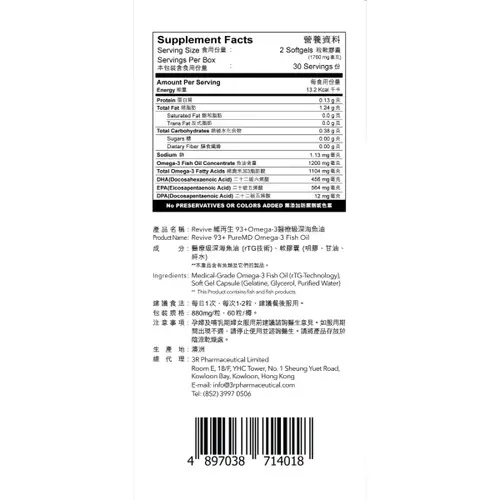 Supplement Facts 營養資料
Serving Size 食用份量： 2 Softgels 粒軟膠囊
Servings Per Box (1760 mg 毫克)
本包裝含食用份量： 30 Servings 份
Amount Per Serving 每食用份量
Energy 能量 13.2 Kcal 千卡
Protein 蛋白質 0.13 g 克
Total Fat 總脂肪 1.24 g 克
Saturated Fat 飽和脂肪 0.0 g 克
Trans Fat 反式脂肪 0.0 g 克
Total Carbohydrates 總碳水化合物 0.38 g 克
Sugars 糖 0.0 g 克
Dietary Fiber 膳食纖維 0.0 g 克
Sodium 鈉 1.13 mg 毫克
Omega-3 Fish Oil Concentrate 魚油含量 1200 mg 毫克
Total Omega-3 Fatty Acids 總奧米加3脂肪酸 1104 mg 毫克
DHA(Docosahexaenoic Acid) 二十二碳六烯酸 456 mg 毫克
EPA(Eicosapentaenoic Acid) 二十碳五烯酸 564 mg 毫克
DPA(Docosapentaenoic Acid) 二十二碳五烯酸 12 mg 毫克
No PRESERVATIVES OR COLORS ADDED 無添加防腐劑或色素
產品名稱：Revive 維再生 93+Omega-3醫療級深海魚油
Product Name: Revive 93+ PureMD Omega-3 Fish Oil
成 分：醫療級深海魚油 (rTG技術)、軟膠囊 (明膠、甘油、
純水)
**本產品含有魚類及它們的製品。
Ingredients: Medical-Grade Omega-3 Fish Oil (rTG-Technology),
Soft Gel Capsule (Gelatine, Glycerol, Purified Water)
** This Product contains fish and fish products
建議食法：每日1次，每次1-2粒，建議餐後服用。
包裝規格：880mg/粒，60粒/樽。
注意事項：孕婦及哺乳期婦女服用前建議諮詢醫生意見。如服用期
間出現不適，請停止使用並諮詢醫生。請將產品存放於
陰涼乾燥處。
生 產 地：澳洲
總 代 理：3R Pharmaceutical Limited
Room E, 18/F, YHC Tower, No. 1 Sheung Yuet Road,
Kowloon Bay, Kowloon, Hong Kong
E-mail: info@3rpharmaceutical.com
Tel: (852) 3997 0506
4 897038 714018